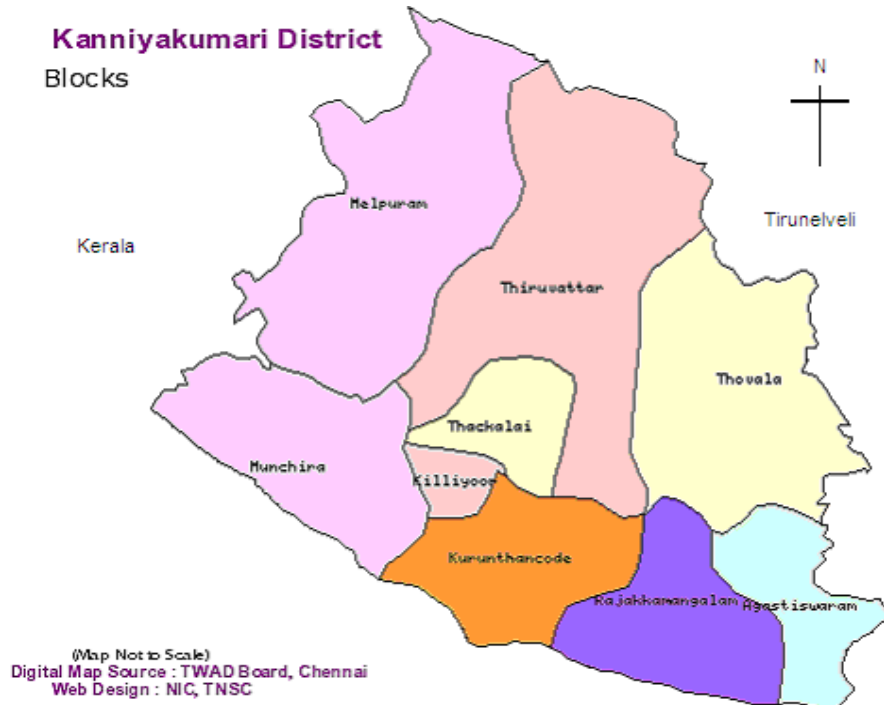 Kanniyakumari District
Blocks
N
Melpuram
Tirunelveli
Kerala
Thiruvattar
Thovala
Thackalai
Munchira
Killiyoor
Kurunthancode
Rajakkamangalam
Agastiswaram
(Map Not to Scale)
Digital Map Source : TWAD Board, Chennai
Web Design : NIC, TNSC